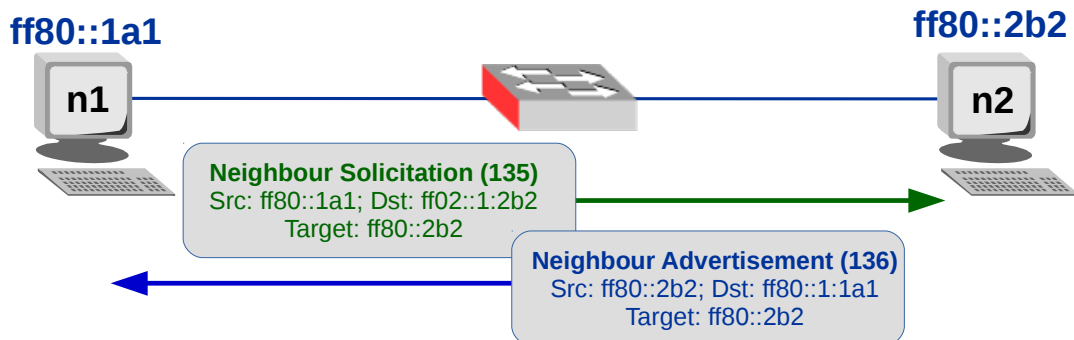 ff80::1a1
ff80::2b2
n1
n2
Neighbour Solicitation (135)
Src: ff80::1a1; Dst: ff02::1:2b2
Target: ff80::2b2
Neighbour Advertisement (136)
Src: ff80::2b2; Dst: ff80::1:1a1
Target: ff80::2b2